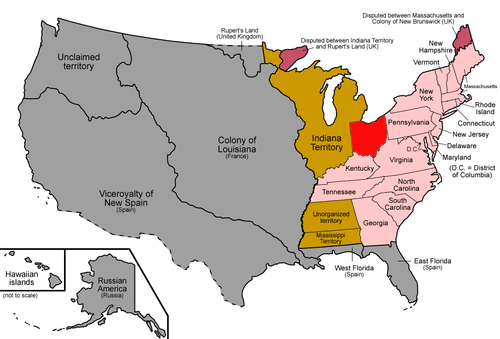 Rupert's Land
(United Kingdom)
Disputed between Indiana Territory
and Rupert's Land (UK)
Disputed between Massachusetts and
Colony of New Brunswick (UK)
New
Hampshire
Vermont
Massachusetts
Unclaimed
territory
New
York
Rhode
Island
Connecticut
Pennsylvania
New Jersey
Colony of
Louisiana
(France)
Indiana
Territory
D.C.
Delaware
Maryland
(D.C. = District
of Columbia)
Virginia
Kentucky
Viceroyalty of
New Spain
(Spain)
Tennessee
North
Carolina
South
Carolina
Unorganized
territory
Georgia
Mississippi
Territory
East Florida
(Spain)
West Florida
(Spain)
Hawaiian
islands
(not to scale)
Russian
America
(Russia)